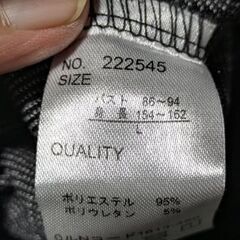 NO. 222545
SIZE
バスト 86~94
身長 154~162
L
QUALITY
ポリエステル 95%
ポリウレタン 5%